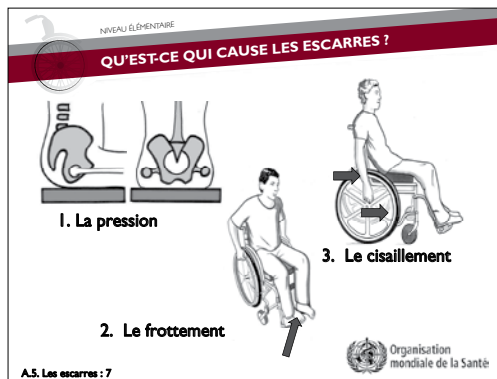 NIVEAU ÉLÉMENTAIRE
QU'EST-CE QUI CAUSE LES ESCARRES ?
1. La pression
3. Le cisaillement
2. Le frottement
Organisation
mondiale de la Santé
A.5. Les escarres : 7